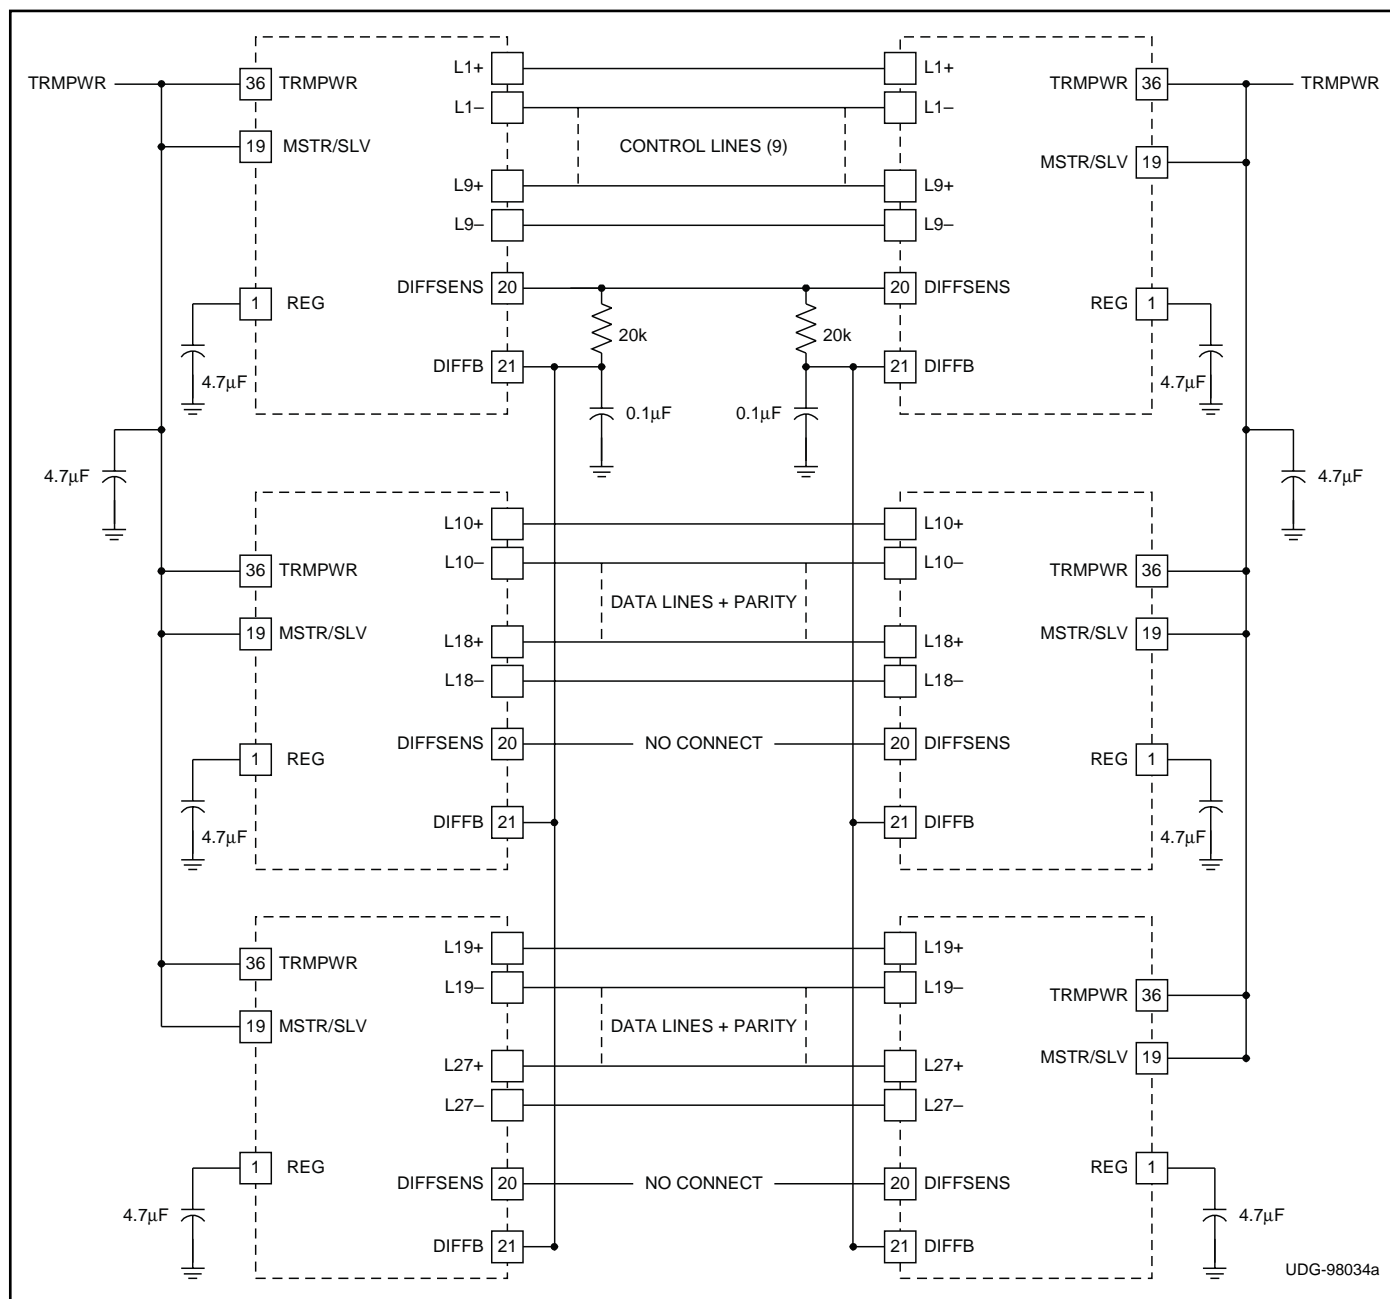 L1+ L1+
TRMPWR 36 TRMPWR TRMPWR 36 TRMPWR
L1– L1–
19 MSTR/SLV CONTROL LINES (9) MSTR/SLV 19
L9+ L9+
L9– L9–
DIFFSENS 20 20 DIFFSENS
1 REG REG 1
20k 20k
DIFFB 21 21 DIFFB
4.7µF 4.7µF
0.1µF 0.1µF
4.7µF 4.7µF
L10+ L10+
L10– L10–
36 TRMPWR TRMPWR 36
DATA LINES + PARITY
19 MSTR/SLV MSTR/SLV 19
L18+ L18+
L18– L18–
DIFFSENS 20 NO CONNECT 20 DIFFSENS
1 REG REG 1
DIFFB 21 21 DIFFB
4.7µF 4.7µF
L19+ L19+
36 TRMPWR
L19– L19–
TRMPWR 36
19 MSTR/SLV DATA LINES + PARITY
MSTR/SLV 19
L27+ L27+
L27– L27–
1 REG REG 1
DIFFSENS 20 NO CONNECT 20 DIFFSENS
4.7µF 4.7µF
DIFFB 21 21 DIFFB
UDG-98034a